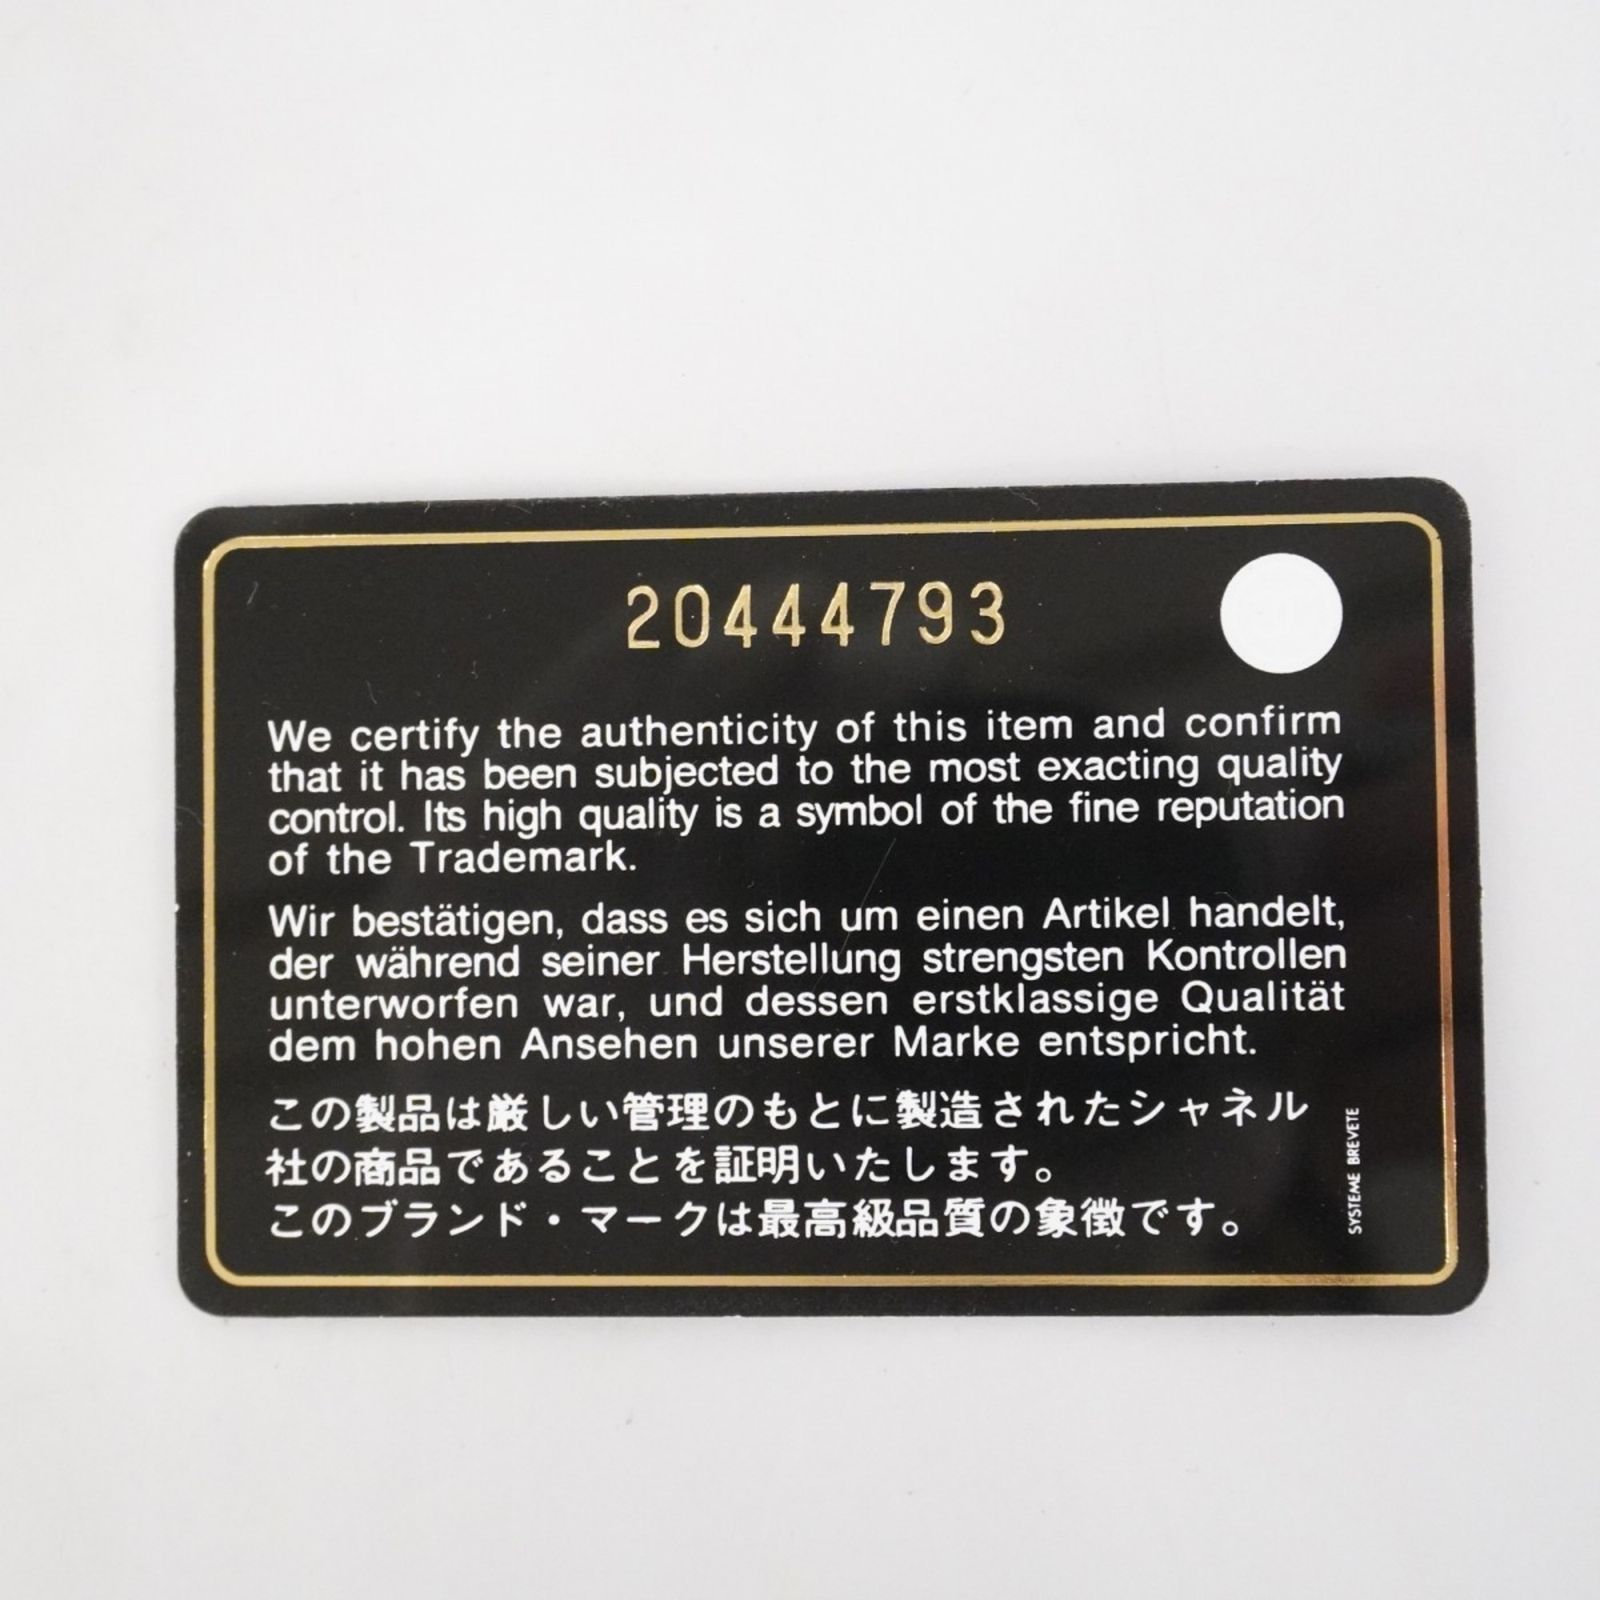 20444793
We certify the authenticity of this item and confirm
that it has been subjected to the most exacting quality
control. Its high quality is a symbol of the fine reputation
of the Trademark.
Wir bestätigen, dass es sich um einen Artikel handelt,
der während seiner Herstellung strengsten Kontrollen
unterworfen war, und dessen erstklassige Qualität
dem hohen Ansehen unserer Marke entspricht.
この製品は厳しい管理のもとに製造されたシャネル
社の商品であることを証明いたします。
このブランド・マークは最高級品質の象徴です。
SYSTEME BREVETE